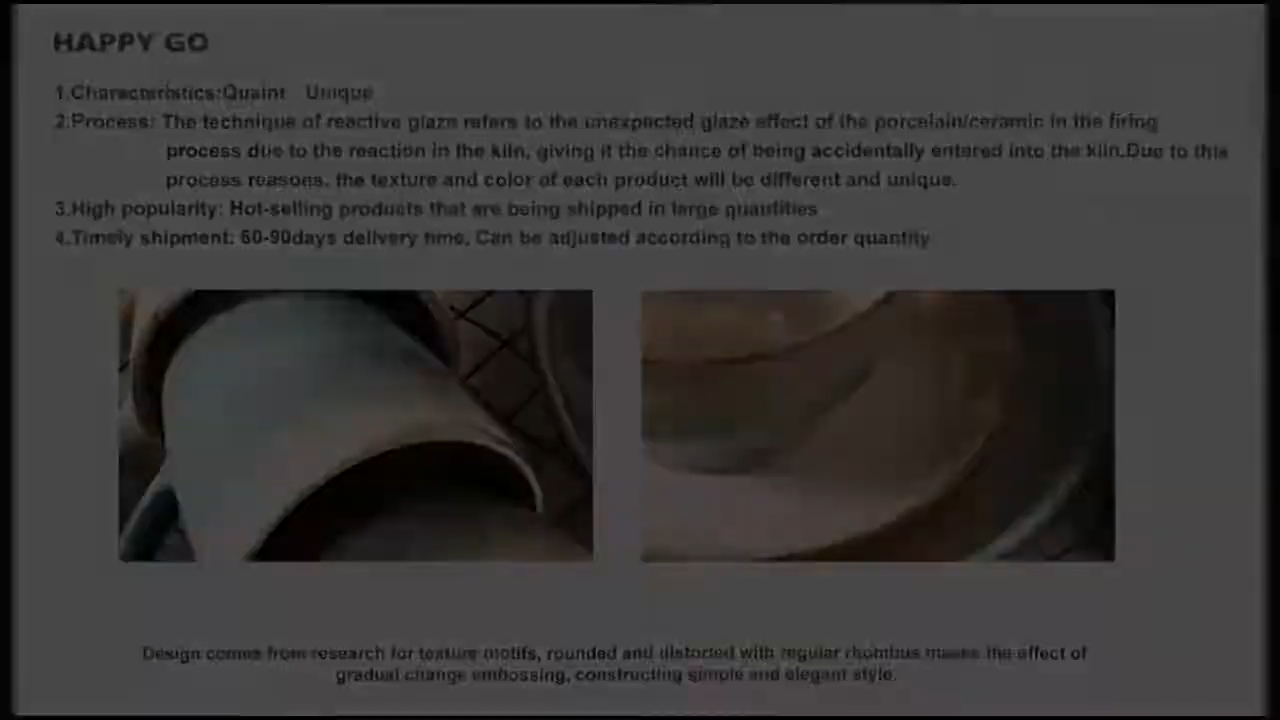 HAPPY GO
1.Characteristics:Quaint Unique
2.Process: The technique of reactive glaze refers to the unexpected glaze effect of the porcelain/ceramic in the firing
process due to the reaction in the kiln, giving it the chance of being accidentally entered into the kiln.Due to this
process reasons, the texture and color of each product will be different and unique.
3.High popularity: Hot-selling products that are being shipped in large quantities
4.Timely shipment: 60-90days delivery time, Can be adjusted according to the order quantity
Design comes from research for texture motifs, rounded and distorted with regular rhombus makes the effect of
gradual change embossing, constructing simple and elegant style.